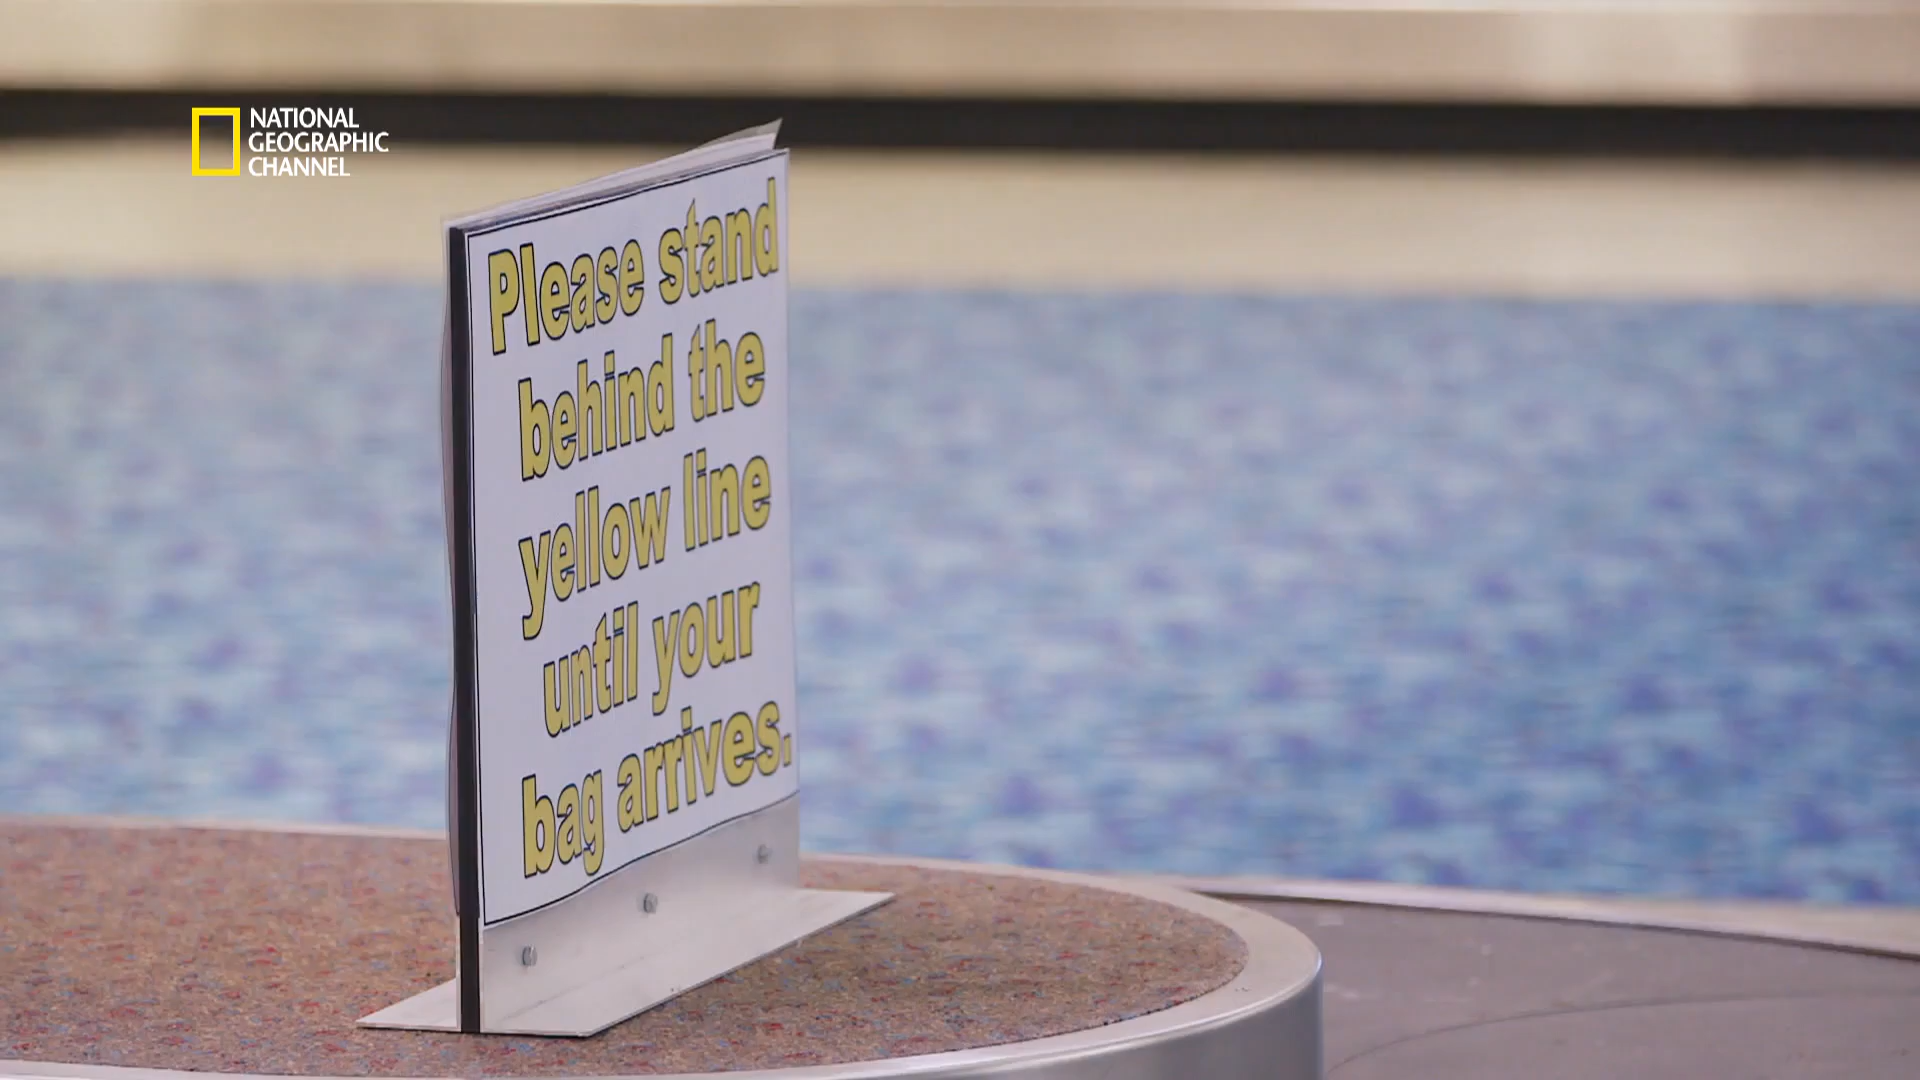 NATIONAL
GEOGRAPHIC
CHANNEL
Please stand
behind the
yellow line
until your
bag arrives.